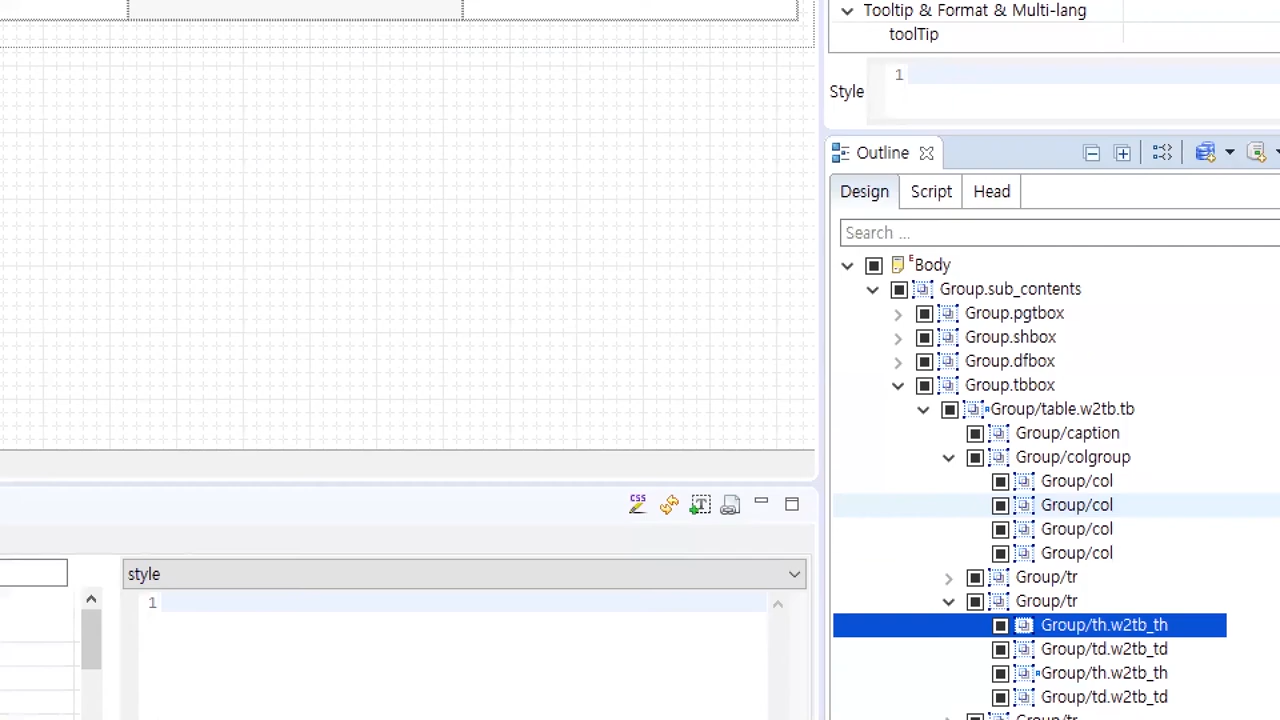 Tooltip & Format & Multi-lang
toolTip
1
Style
Outline
Design Script Head
Search ...
E Body
Group.sub_contents
Group.pgtbox
Group.shbox
Group.dfbox
Group.tbbox
R Group/table.w2tb.tb
Group/caption
Group/colgroup
Group/col
Group/col
Group/col
Group/col
Group/tr
Group/tr
Group/th.w2tb_th
Group/td.w2tb_td
R Group/th.w2tb_th
Group/td.w2tb_td
Group/tr
CSS
T
style
1